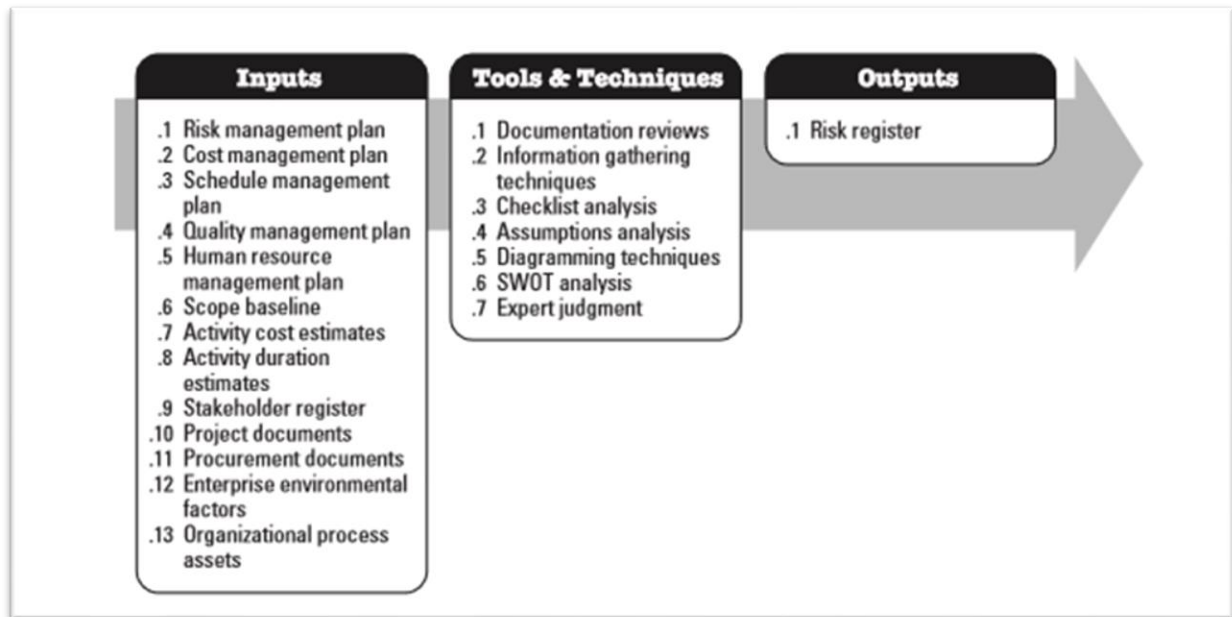 Inputs
.1 Risk management plan
.2 Cost management plan
.3 Schedule management
plan
.4 Quality management plan
.5 Human resource
management plan
.6 Scope baseline
.7 Activity cost estimates
.8 Activity duration
estimates
.9 Stakeholder register
.10 Project documents
.11 Procurement documents
.12 Enterprise environmental
factors
.13 Organizational process
assets
Tools & Techniques
.1 Documentation reviews
.2 Information gathering
techniques
.3 Checklist analysis
.4 Assumptions analysis
.5 Diagramming techniques
.6 SWOT analysis
.7 Expert judgment
Outputs
.1 Risk register